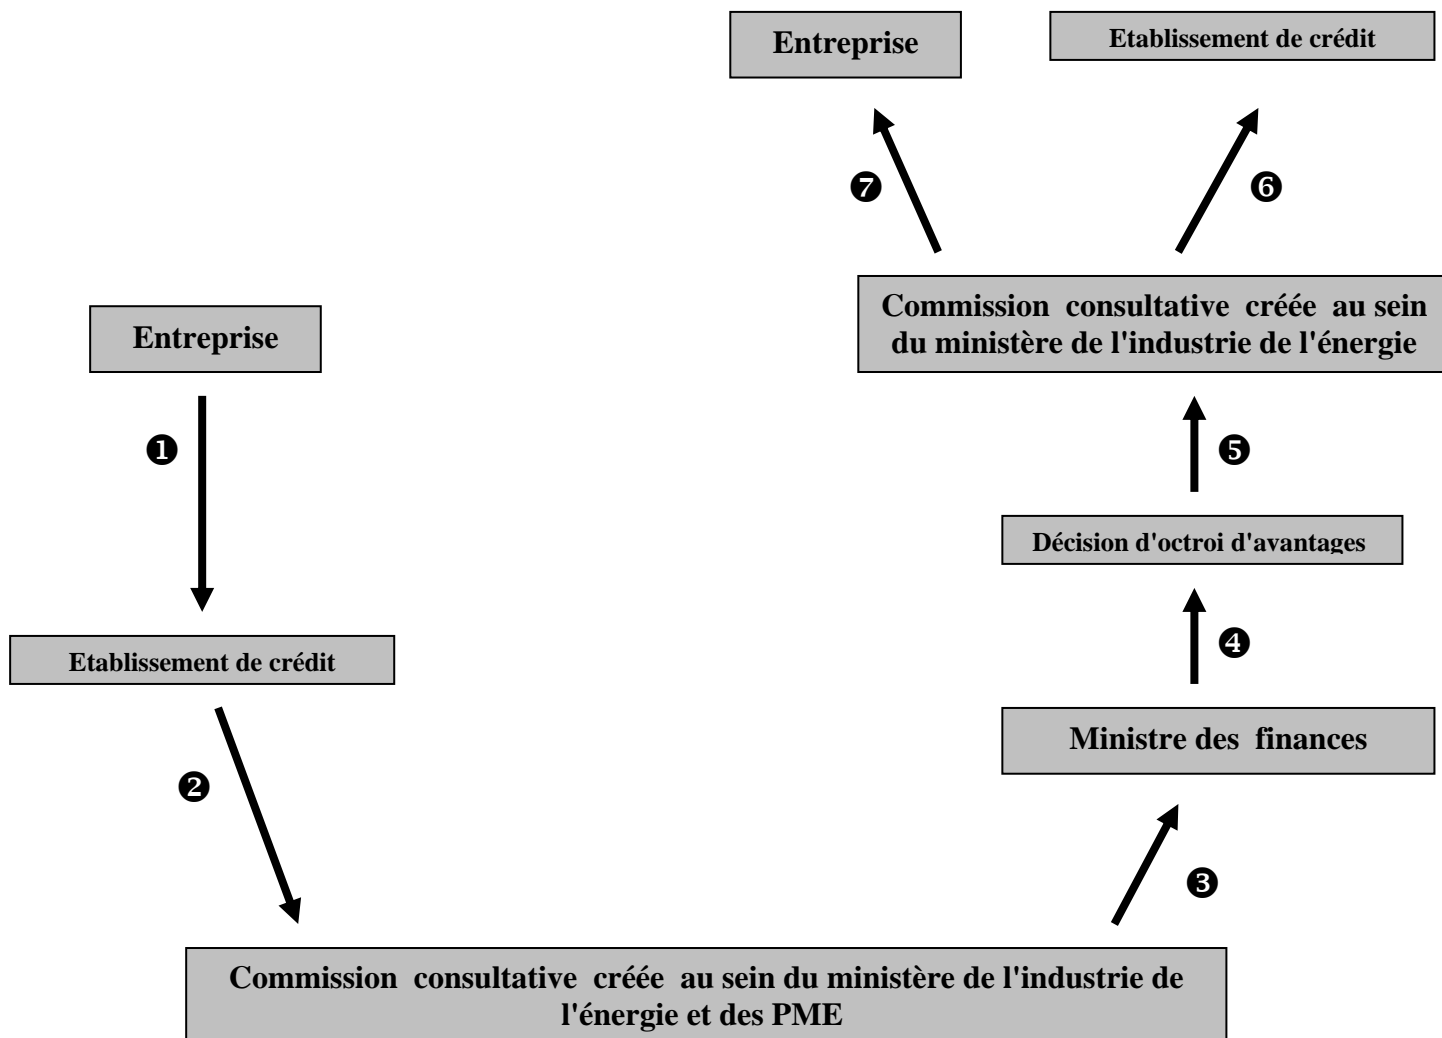 Entreprise
Etablissement de crédit
❼
❻
Commission consultative créée au sein
du ministère de l'industrie de l'énergie
Entreprise
❶
❺
Décision d'octroi d'avantages
❹
Etablissement de crédit
Ministre des finances
❷
❸
Commission consultative créée au sein du ministère de l'industrie de
l'énergie et des PME